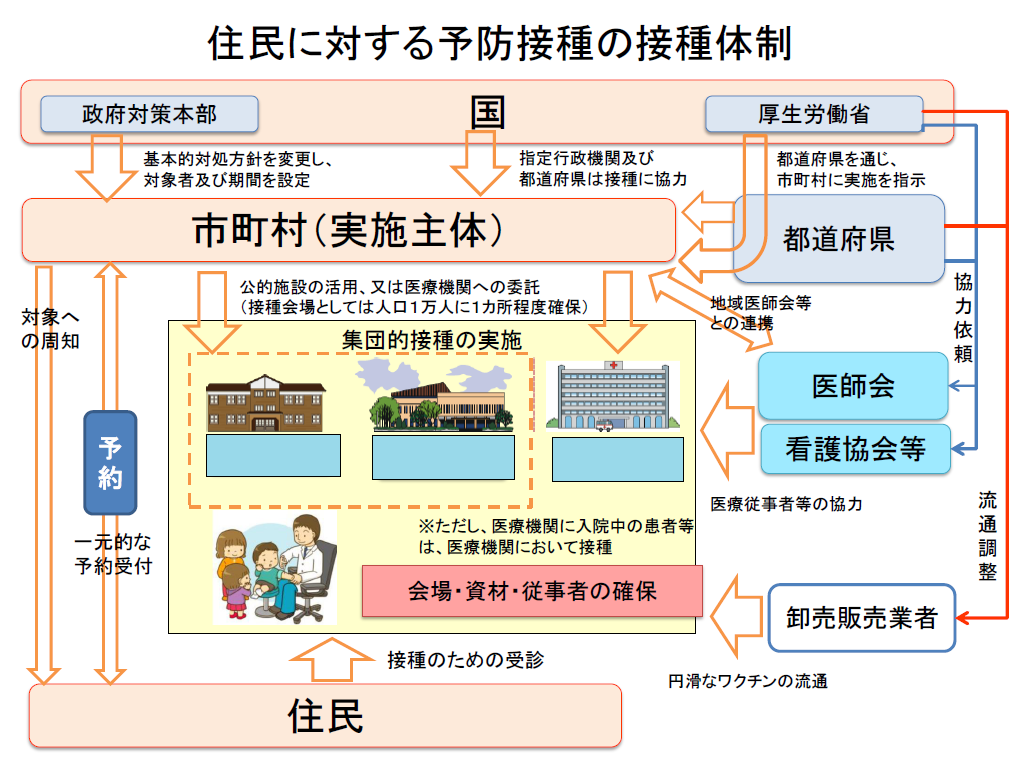 住民に対する予防接種の接種体制
政府対策本部
国
厚生労働省
基本的対処方針を変更し、
対象者及び期間を設定
指定行政機関及び
都道府県は接種に協力
都道府県を通じ、
市町村に実施を指示
市町村（実施主体）
都道府県
対象へ
の周知
公的施設の活用、又は医療機関への委託
（接種会場としては人口１万人に１カ所程度確保）
地域医師会等
との連携
協力依頼
集団的接種の実施
医師会
看護協会等
予約
医療従事者等の協力
一元的な
予約受付
※ただし、医療機関に入院中の患者等
は、医療機関において接種
流通調整
会場・資材・従事者の確保
卸売販売業者
接種のための受診
円滑なワクチンの流通
住民